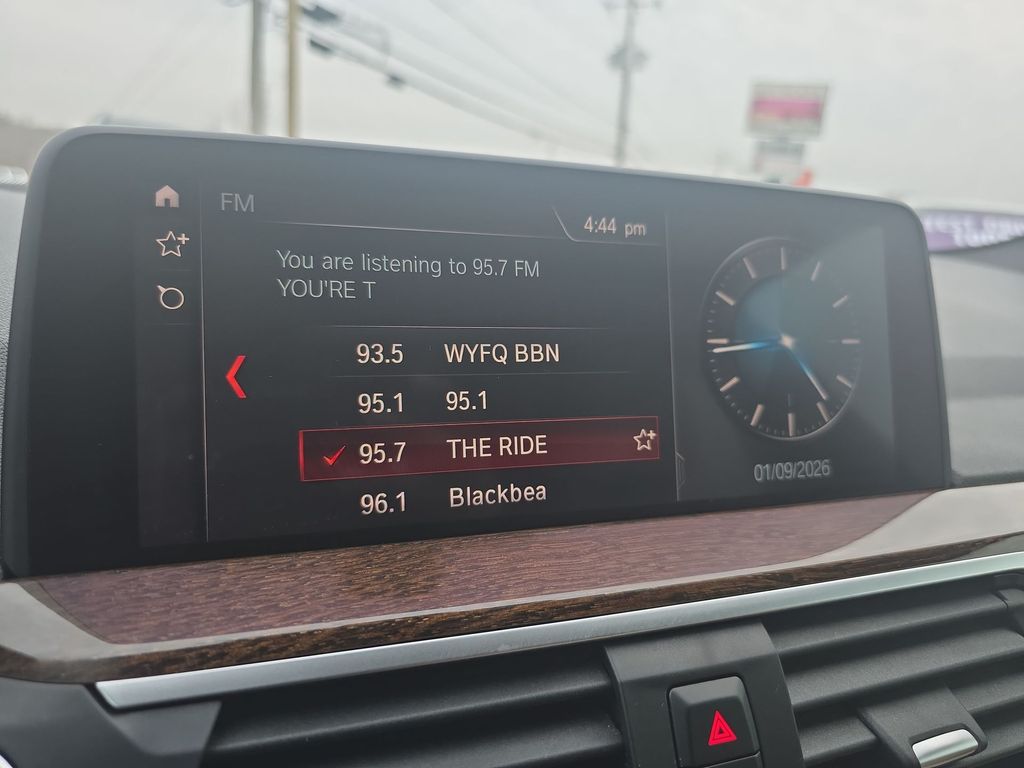 FM
4:44 pm
You are listening to 95.7 FM
YOU'RE T
93.5 WYFQ BBN
95.1 95.1
95.7 THE RIDE
96.1 Blackbea
01/09/2026